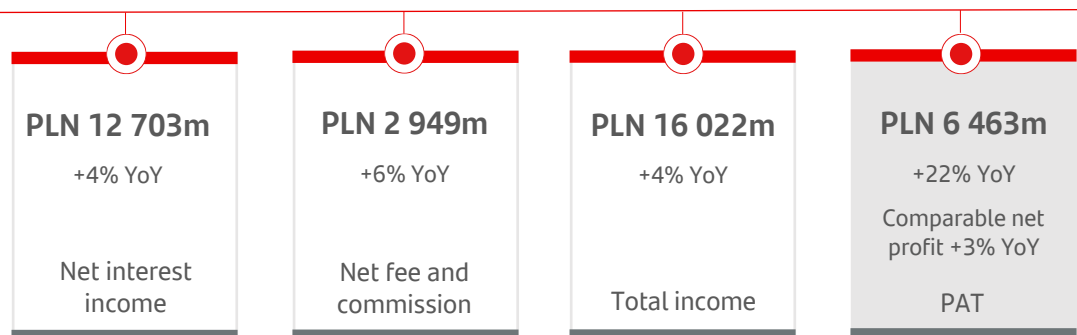 PLN 12 703m
+4% YoY
Net interest
income
PLN 2 949m
+6% YoY
Net fee and
commission
PLN 16 022m
+4% YoY
Total income
PLN 6 463m
+22% YoY
Comparable net
profit +3% YoY
PAT